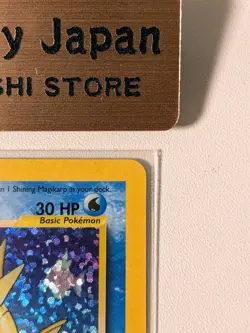 y Japan
SHI STORE
n 1 Shining Magikarp in your deck.
30 HP
Basic Pokémon